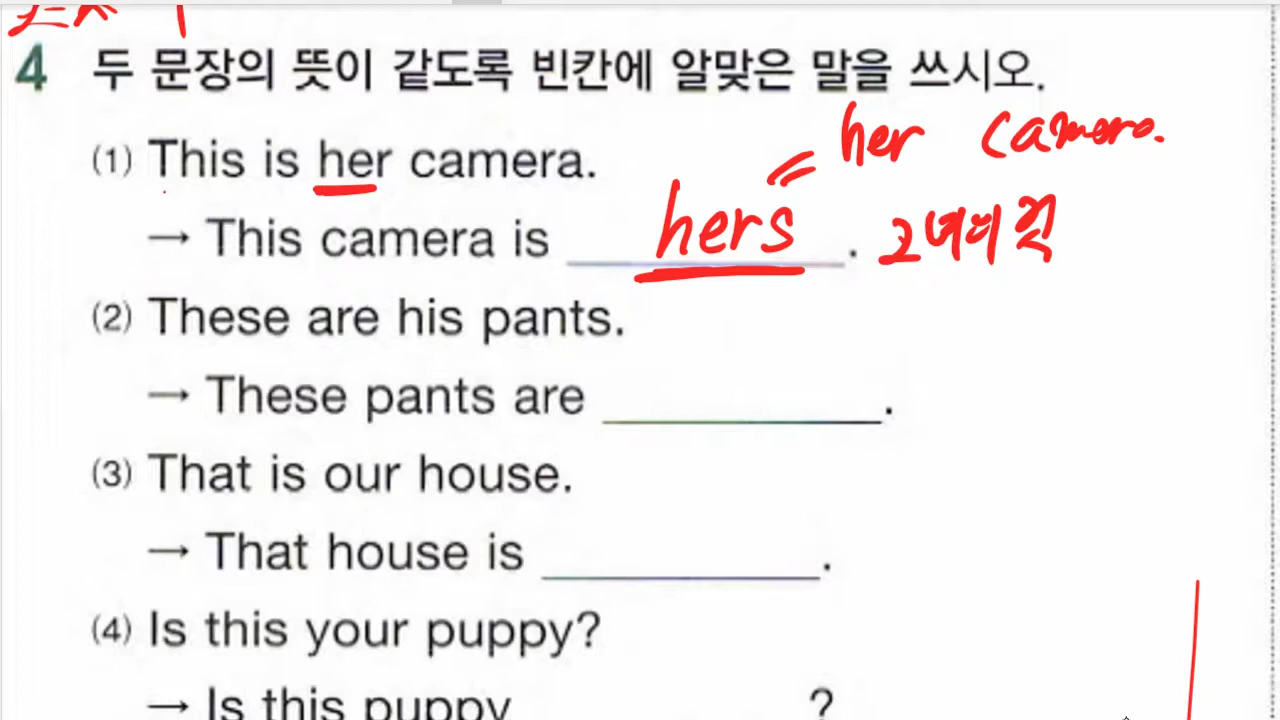 4 두 문장의 뜻이 같도록 빈칸에 알맞은 말을 쓰시오.
(1) This is her camera.
her camera.
→ This camera is hers. 그녀의 것
(2) These are his pants.
→ These pants are ____.
(3) That is our house.
→ That house is ____.
(4) Is this your puppy?
→ Is this puppy ____?